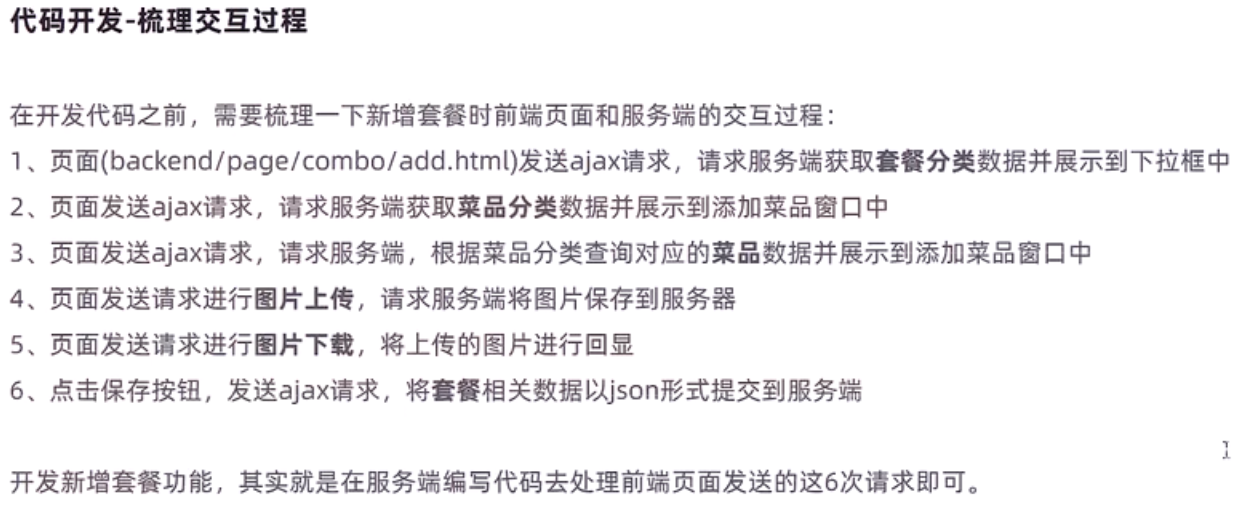 代码开发-梳理交互过程
在开发代码之前，需要梳理一下新增套餐时前端页面和服务端的交互过程：
1、页面(backend/page/combo/add.html)发送ajax请求，请求服务端获取套餐分类数据并展示到下拉框中
2、页面发送ajax请求，请求服务端获取菜品分类数据并展示到添加菜品窗口中
3、页面发送ajax请求，请求服务端，根据菜品分类查询对应的菜品数据并展示到添加菜品窗口中
4、页面发送请求进行图片上传，请求服务端将图片保存到服务器
5、页面发送请求进行图片下载，将上传的图片进行回显
6、点击保存按钮，发送ajax请求，将套餐相关数据以json形式提交到服务端
开发新增套餐功能，其实就是在服务端编写代码去处理前端页面发送的这6次请求即可。